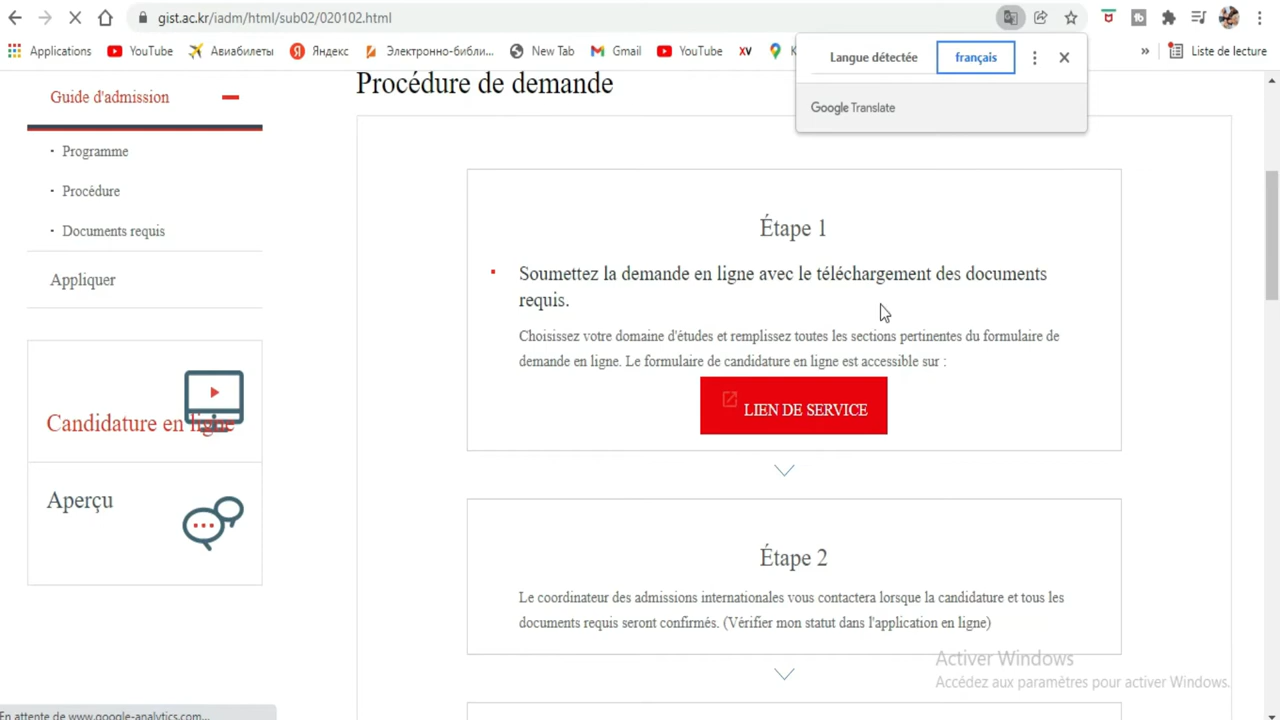 gist.ac.kr/iadm/html/sub02/020102.html
Applications YouTube Авиабилеты Яндекс Электронно-библи... New Tab Gmail YouTube XV Liste de lecture
Langue détectée français
Google Translate
Procédure de demande
Guide d'admission
Programme
Procédure
Documents requis
Appliquer
Candidature en ligne
Aperçu
Étape 1
Soumettez la demande en ligne avec le téléchargement des documents
requis.
Choisissez votre domaine d'études et remplissez toutes les sections pertinentes du formulaire de
demande en ligne. Le formulaire de candidature en ligne est accessible sur :
LIEN DE SERVICE
Étape 2
Le coordinateur des admissions internationales vous contactera lorsque la candidature et tous les
documents requis seront confirmés. (Vérifier mon statut dans l'application en ligne)
Activer Windows
Accédez aux paramètres pour activer Windows.
En attente de www.google-analytics.com...